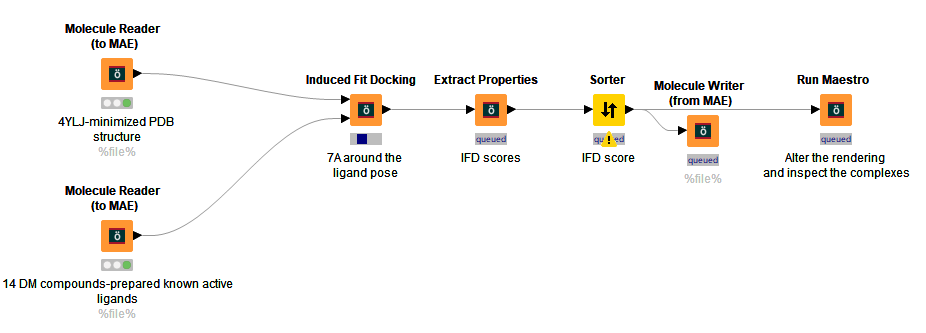 Molecule Reader
(to MAE)
ö
4YLJ-minimized PDB
structure
%file%
Molecule Reader
(to MAE)
ö
14 DM compounds-prepared known active
ligands
%file%
Induced Fit Docking
ö
7A around the
ligand pose
Extract Properties
ö
queued
IFD scores
Sorter
queued
IFD score
Molecule Writer
(from MAE)
ö
queued
%file%
Run Maestro
ö
queued
Alter the rendering
and inspect the complexes